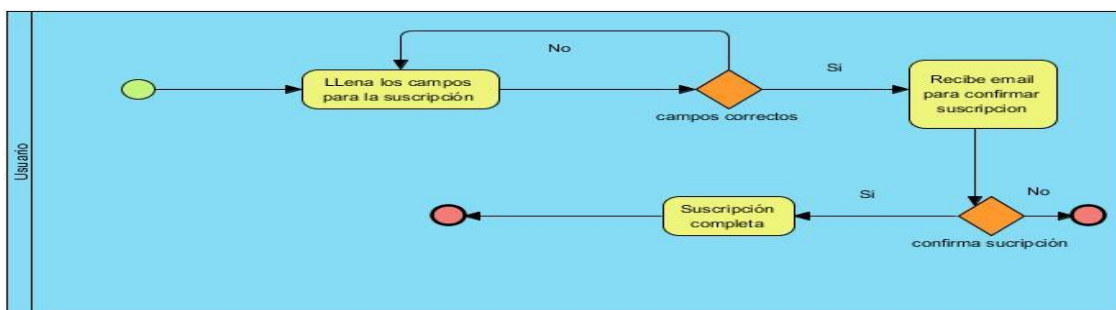 Usuario
No
LLena los campos
para la suscripción
campos correctos
Si
Recibe email
para confirmar
suscripcion
Suscripción
completa
Si
No
confirma sucripción